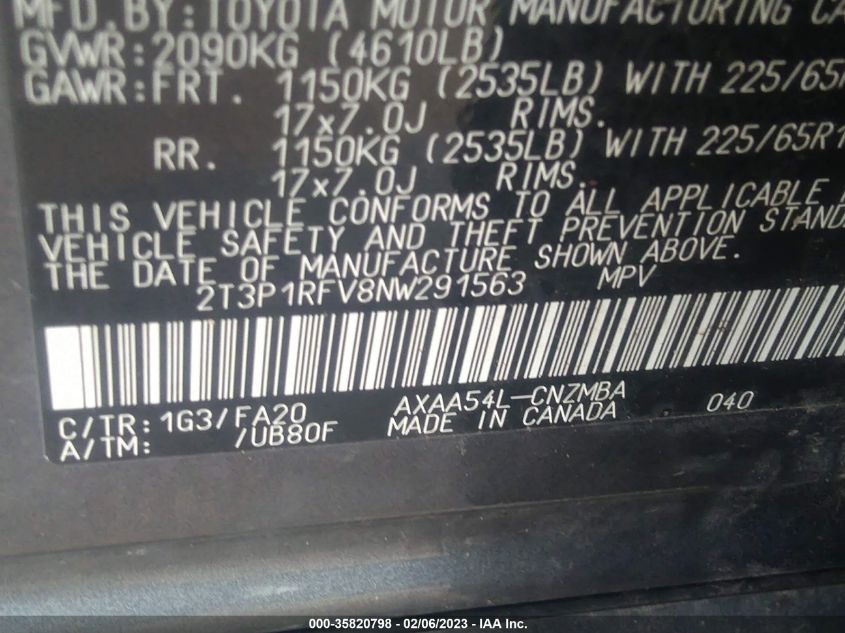 MFD. BY: TOYOTA MOTOR MANUFACTURING CA
GVWR: 2090KG (4610LB)
GAWR: FRT. 1150KG (2535LB) WITH 225/65R
17x7.0J RIMS.
RR. 1150KG (2535LB) WITH 225/65R1
17x7.0J RIMS.
THIS VEHICLE CONFORMS TO ALL APPLICABLE
VEHICLE SAFETY AND THEFT PREVENTION STAND
THE DATE OF MANUFACTURE SHOWN ABOVE.
2T3P1RFV8NW291563 MPV
C/TR: 1G3/FA20 AXAA54L-CNZMBA 040
A/TM: /UB80F MADE IN CANADA
000-35820798 - 02/06/2023 - IAA Inc.